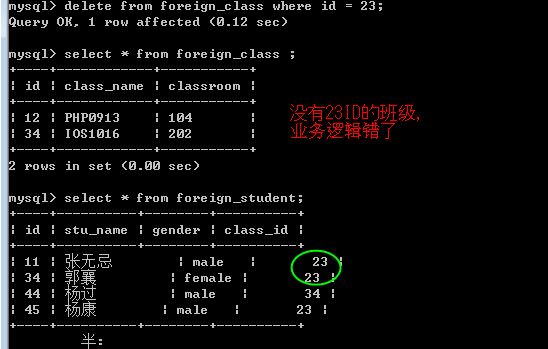 mysql> delete from foreign_class where id = 23;
Query OK, 1 row affected (0.12 sec)
mysql> select * from foreign_class ;
+----+------------+-----------+
| id | class_name | classroom |
+----+------------+-----------+
| 12 | PHP0913 | 104 |
| 34 | IOS1016 | 202 |
+----+------------+-----------+
没有23ID的班级,
业务逻辑错了
2 rows in set (0.00 sec)
mysql> select * from foreign_student;
+----+----------+--------+----------+
| id | stu_name | gender | class_id |
+----+----------+--------+----------+
| 11 | 张无忌 | male | 23 |
| 34 | 郭襄 | female | 23 |
| 44 | 杨过 | male | 34 |
| 45 | 杨康 | male | 23 |
+----+----------+--------+----------+
半: